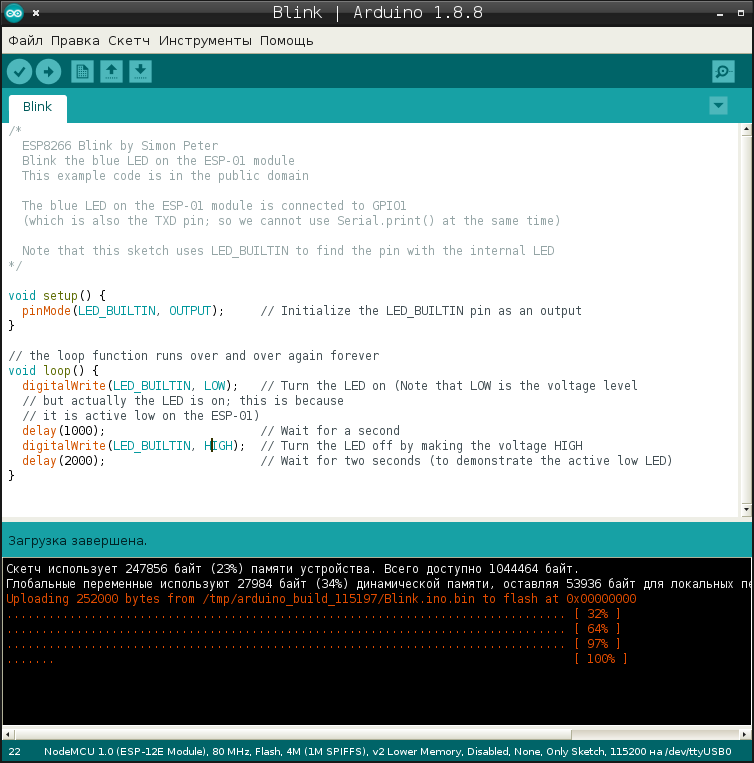 Blink | Arduino 1.8.8
Файл Правка Скетч Инструменты Помощь
Blink
/*
  ESP8266 Blink by Simon Peter
  Blink the blue LED on the ESP-01 module
  This example code is in the public domain
  The blue LED on the ESP-01 module is connected to GPIO1
  (which is also the TXD pin; so we cannot use Serial.print() at the same time)
  Note that this sketch uses LED_BUILTIN to find the pin with the internal LED
*/
void setup() {
  pinMode(LED_BUILTIN, OUTPUT);     // Initialize the LED_BUILTIN pin as an output
}
// the loop function runs over and over again forever
void loop() {
  digitalWrite(LED_BUILTIN, LOW);   // Turn the LED on (Note that LOW is the voltage level
  // but actually the LED is on; this is because
  // it is active low on the ESP-01)
  delay(1000);                      // Wait for a second
  digitalWrite(LED_BUILTIN, HIGH);  // Turn the LED off by making the voltage HIGH
  delay(2000);                      // Wait for two seconds (to demonstrate the active low LED)
}
Загрузка завершена.
Скетч использует 247856 байт (23%) памяти устройства. Всего доступно 1044464 байт.
Глобальные переменные используют 27984 байт (34%) динамической памяти, оставляя 53936 байт для локальных
Uploading 252000 bytes from /tmp/arduino_build_115197/Blink.ino.bin to flash at 0x00000000
................................................................................ [ 32% ]
................................................................................ [ 64% ]
................................................................................ [ 97% ]
.......                                                                          [ 100% ]
22 NodeMCU 1.0 (ESP-12E Module), 80 MHz, Flash, 4M (1M SPIFFS), v2 Lower Memory, Disabled, None, Only Sketch, 115200 на /dev/ttyUSB0